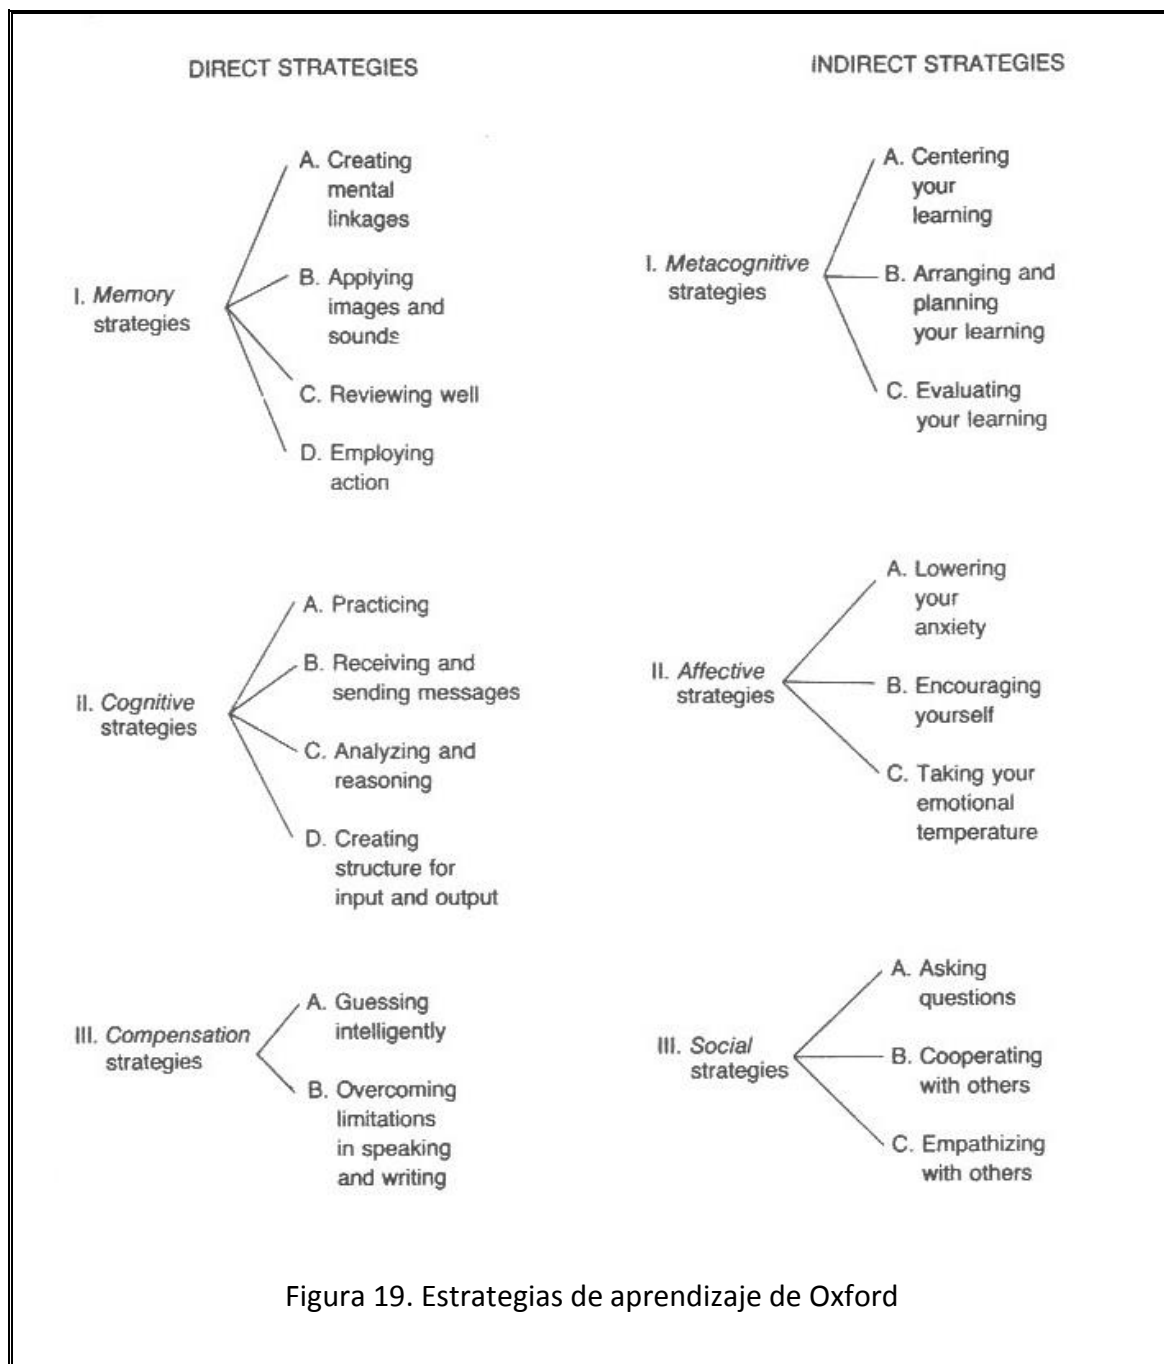 DIRECT STRATEGIES
I. Memory
strategies
A. Creating
mental
linkages
B. Applying
images and
sounds
C. Reviewing well
D. Employing
action
II. Cognitive
strategies
A. Practicing
B. Receiving and
sending messages
C. Analyzing and
reasoning
D. Creating
structure for
input and output
III. Compensation
strategies
A. Guessing
intelligently
B. Overcoming
limitations
in speaking
and writing
INDIRECT STRATEGIES
I. Metacognitive
strategies
A. Centering
your
learning
B. Arranging and
planning
your learning
C. Evaluating
your learning
II. Affective
strategies
A. Lowering
your
anxiety
B. Encouraging
yourself
C. Taking your
emotional
temperature
III. Social
strategies
A. Asking
questions
B. Cooperating
with others
C. Empathizing
with others
Figura 19. Estrategias de aprendizaje de Oxford